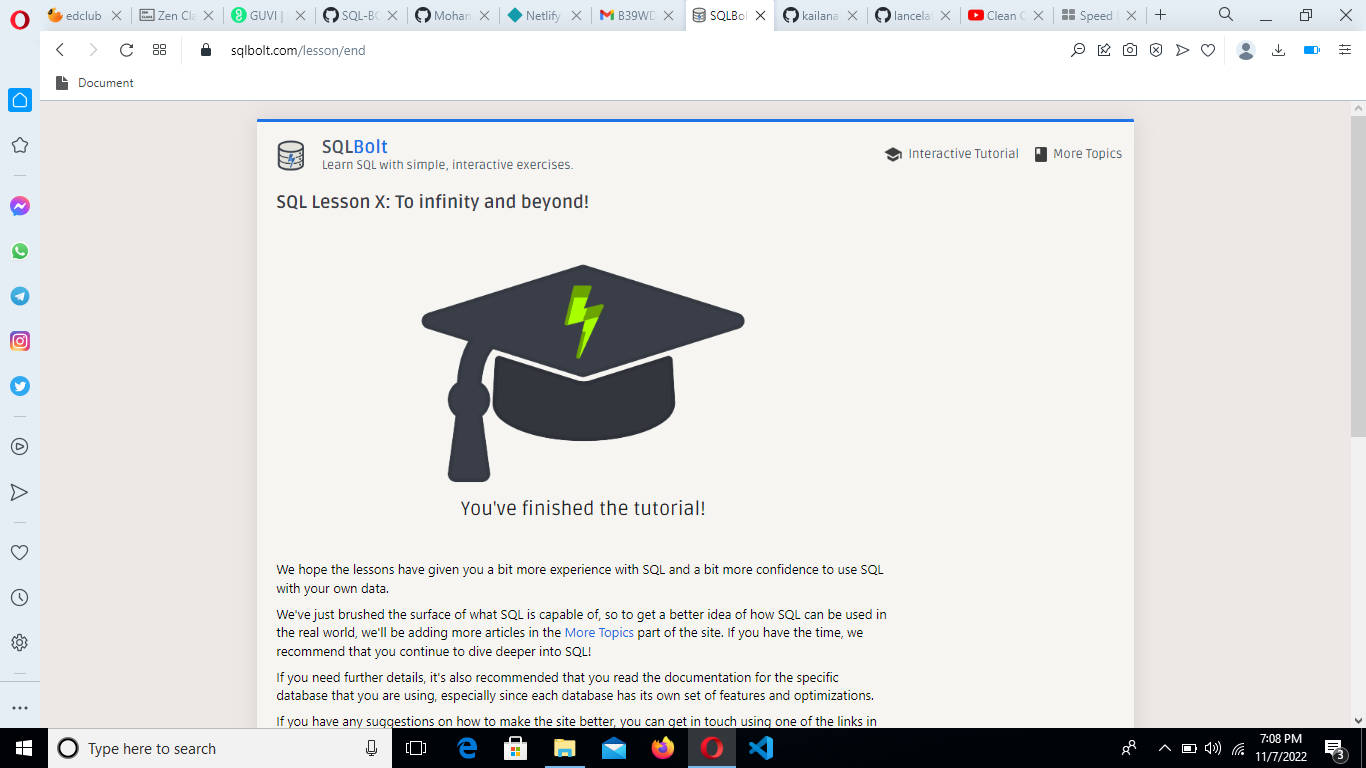 edclub
Zen Cla
GUVI |
SQL-BO
Mohan
Netlify
B39WD
SQLBol
kailana
lancela
Clean C
Speed
sqlbolt.com/lesson/end
Document
SQLBolt
Learn SQL with simple, interactive exercises.
Interactive Tutorial
More Topics
SQL Lesson X: To infinity and beyond!
You've finished the tutorial!
We hope the lessons have given you a bit more experience with SQL and a bit more confidence to use SQL
with your own data.
We've just brushed the surface of what SQL is capable of, so to get a better idea of how SQL can be used in
the real world, we'll be adding more articles in the More Topics part of the site. If you have the time, we
recommend that you continue to dive deeper into SQL!
If you need further details, it's also recommended that you read the documentation for the specific
database that you are using, especially since each database has its own set of features and optimizations.
If you have any suggestions on how to make the site better, you can get in touch using one of the links in
Type here to search
7:08 PM
11/7/2022
3